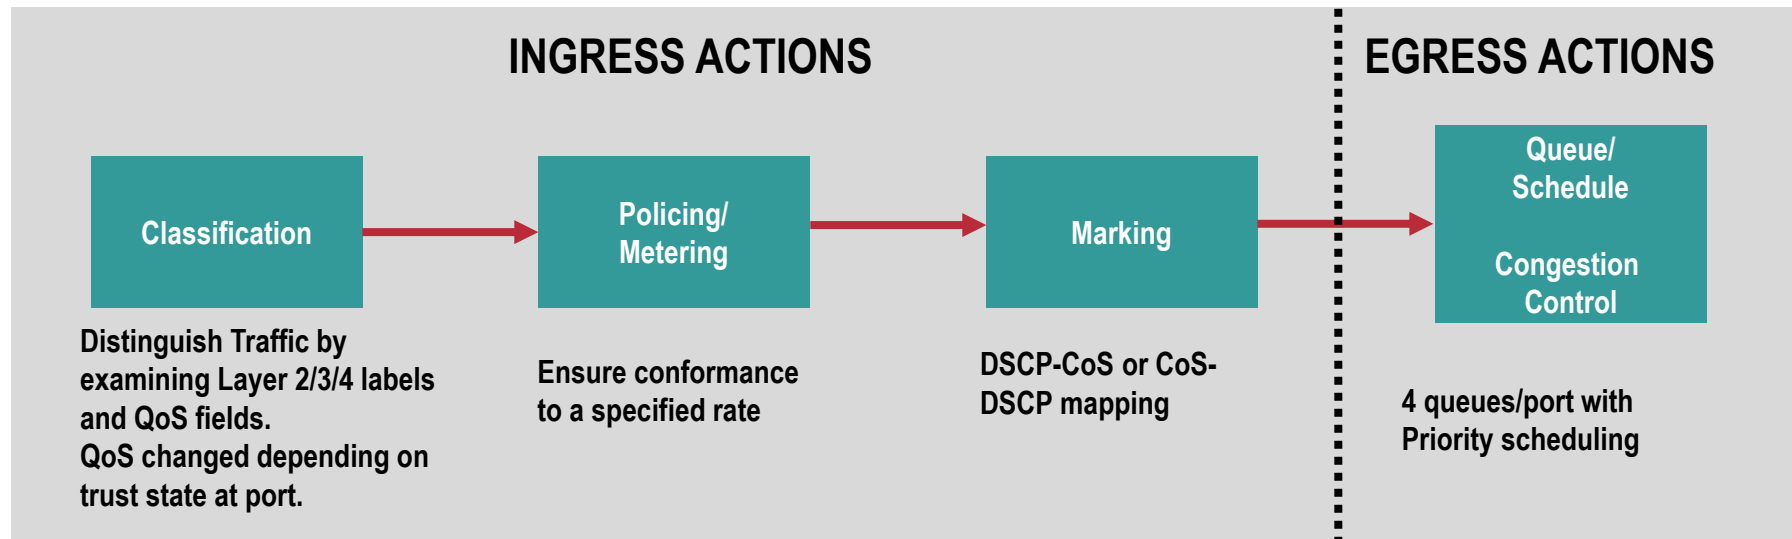 INGRESS ACTIONS
EGRESS ACTIONS
Classification
Policing/
Metering
Marking
Queue/
Schedule
Congestion
Control
Distinguish Traffic by
examining Layer 2/3/4 labels
and QoS fields.
QoS changed depending on
trust state at port.
Ensure conformance
to a specified rate
DSCP-CoS or CoS-
DSCP mapping
4 queues/port with
Priority scheduling